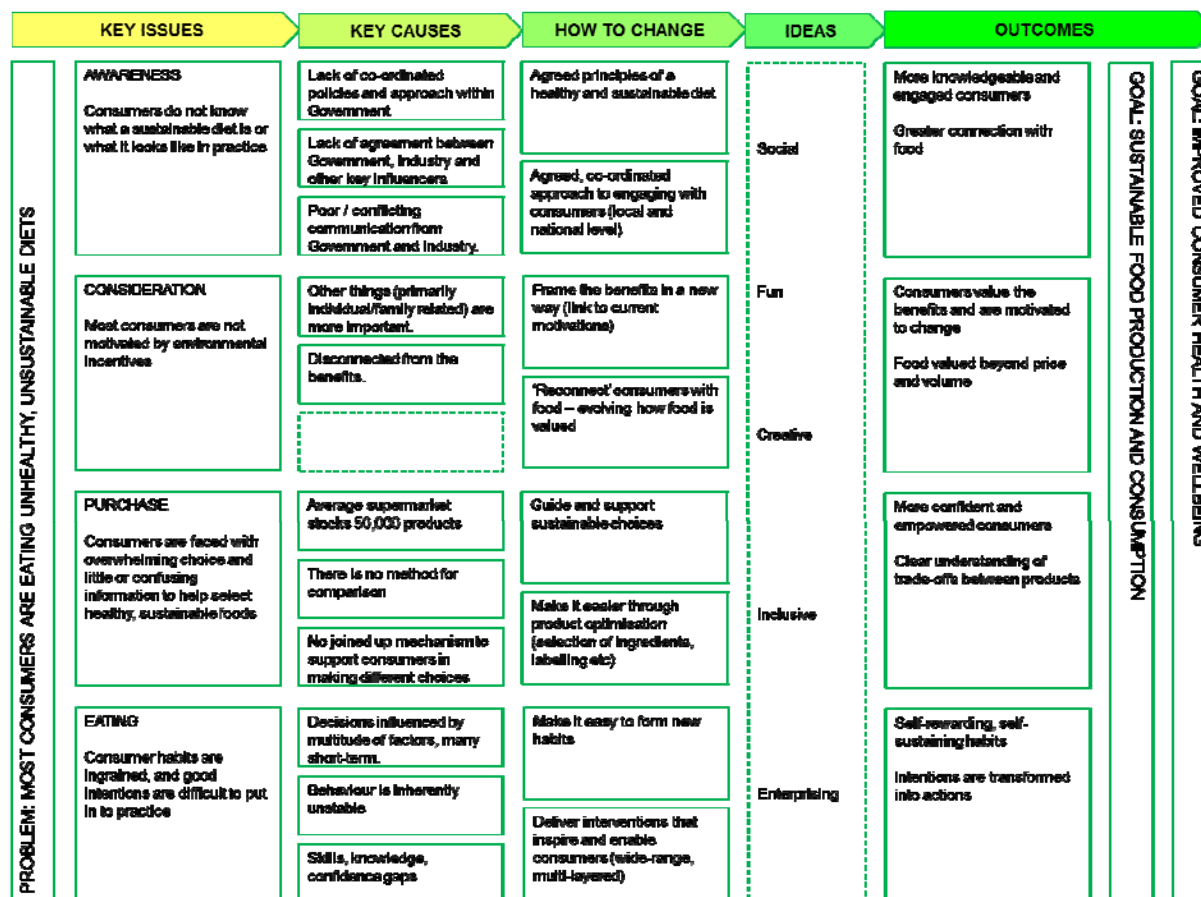 KEY ISSUES
KEY CAUSES
HOW TO CHANGE
IDEAS
OUTCOMES
PROBLEM: MOST CONSUMERS ARE EATING UNHEALTHY, UNSUSTAINABLE DIETS
AWARENESS
Consumers do not know
what a sustainable diet is or
what it looks like in practice
Lack of co-ordinated
policies and approach within
Government
Lack of agreement between
Government, Industry and
other key influencers
Poor / conflicting
communication from
Government and Industry.
Agreed principles of a
healthy and sustainable diet
Agreed, co-ordinated
approach to engaging with
consumers (local and
national level)
Social
More knowledgeable and
engaged consumers
Greater connection with
food
CONSIDERATION
Most consumers are not
motivated by environmental
incentives
Other things (primarily
individual/family related) are
more important.
Disconnected from the
benefits.
Frame the benefits in a new
way (link to current
motivations)
'Reconnect' consumers with
food – evolving how food is
valued
Fun
Creative
Consumers value the
benefits and are motivated
to change
Food valued beyond price
and volume
PURCHASE
Consumers are faced with
overwhelming choice and
little or confusing
information to help select
healthy, sustainable foods
Average supermarket
stocks 50,000 products
There is no method for
comparison
No joined up mechanism to
support consumers in
making different choices
Guide and support
sustainable choices
Make it easier through
product optimisation
(selection of ingredients,
labelling etc)
Inclusive
More confident and
empowered consumers
Clear understanding of
trade-offs between products
EATING
Consumer habits are
ingrained, and good
intentions are difficult to put
in to practice
Decisions influenced by
multitude of factors, many
short-term.
Behaviour is inherently
unstable
Skills, knowledge,
confidence gaps
Make it easy to form new
habits
Deliver interventions that
inspire and enable
consumers (wide-range,
multi-layered)
Enterprising
Self-rewarding, self-
sustaining habits
Intentions are transformed
into actions
GOAL: SUSTAINABLE FOOD PRODUCTION AND CONSUMPTION
GOAL: IMPROVED CONSUMER HEALTH AND WELLBEING